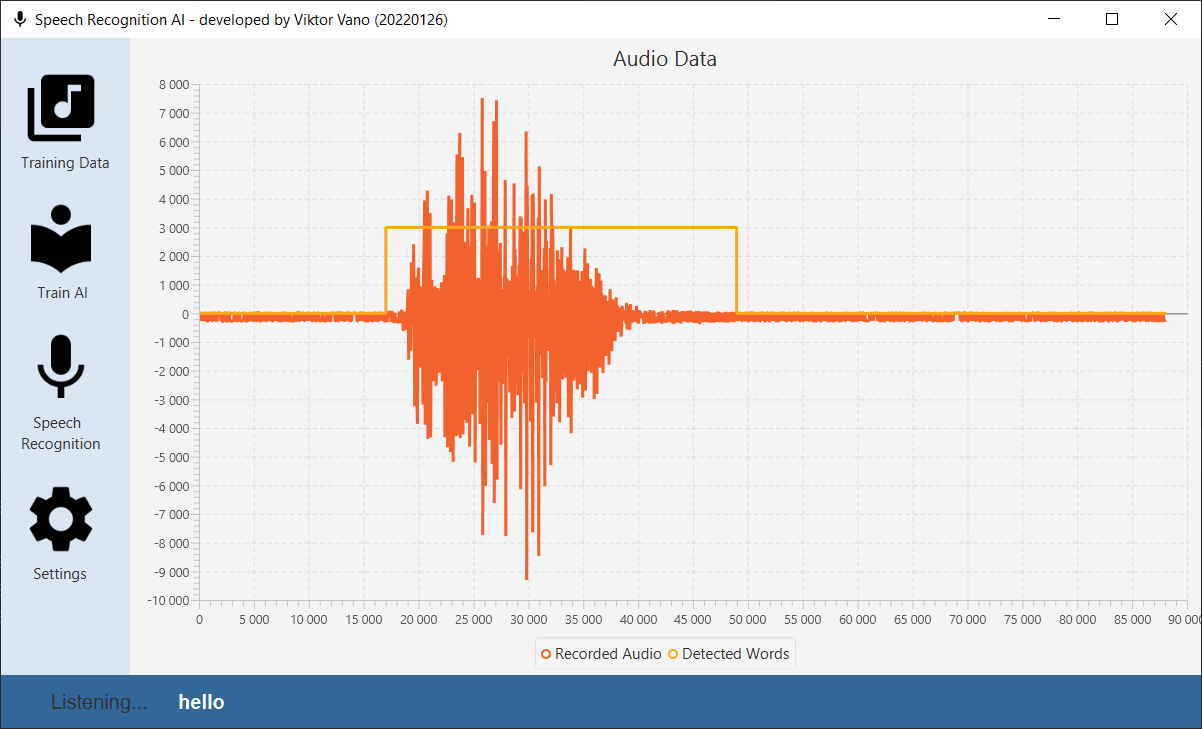 Speech Recognition AI - developed by Viktor Vano (20220126)
Training Data
Train AI
Speech
Recognition
Settings
Audio Data
8 000
7 000
6 000
5 000
4 000
3 000
2 000
1 000
0
-1 000
-2 000
-3 000
-4 000
-5 000
-6 000
-7 000
-8 000
-9 000
-10 000
0 5 000 10 000 15 000 20 000 25 000 30 000 35 000 40 000 45 000 50 000 55 000 60 000 65 000 70 000 75 000 80 000 85 000 90 000
Recorded Audio Detected Words
Listening... hello